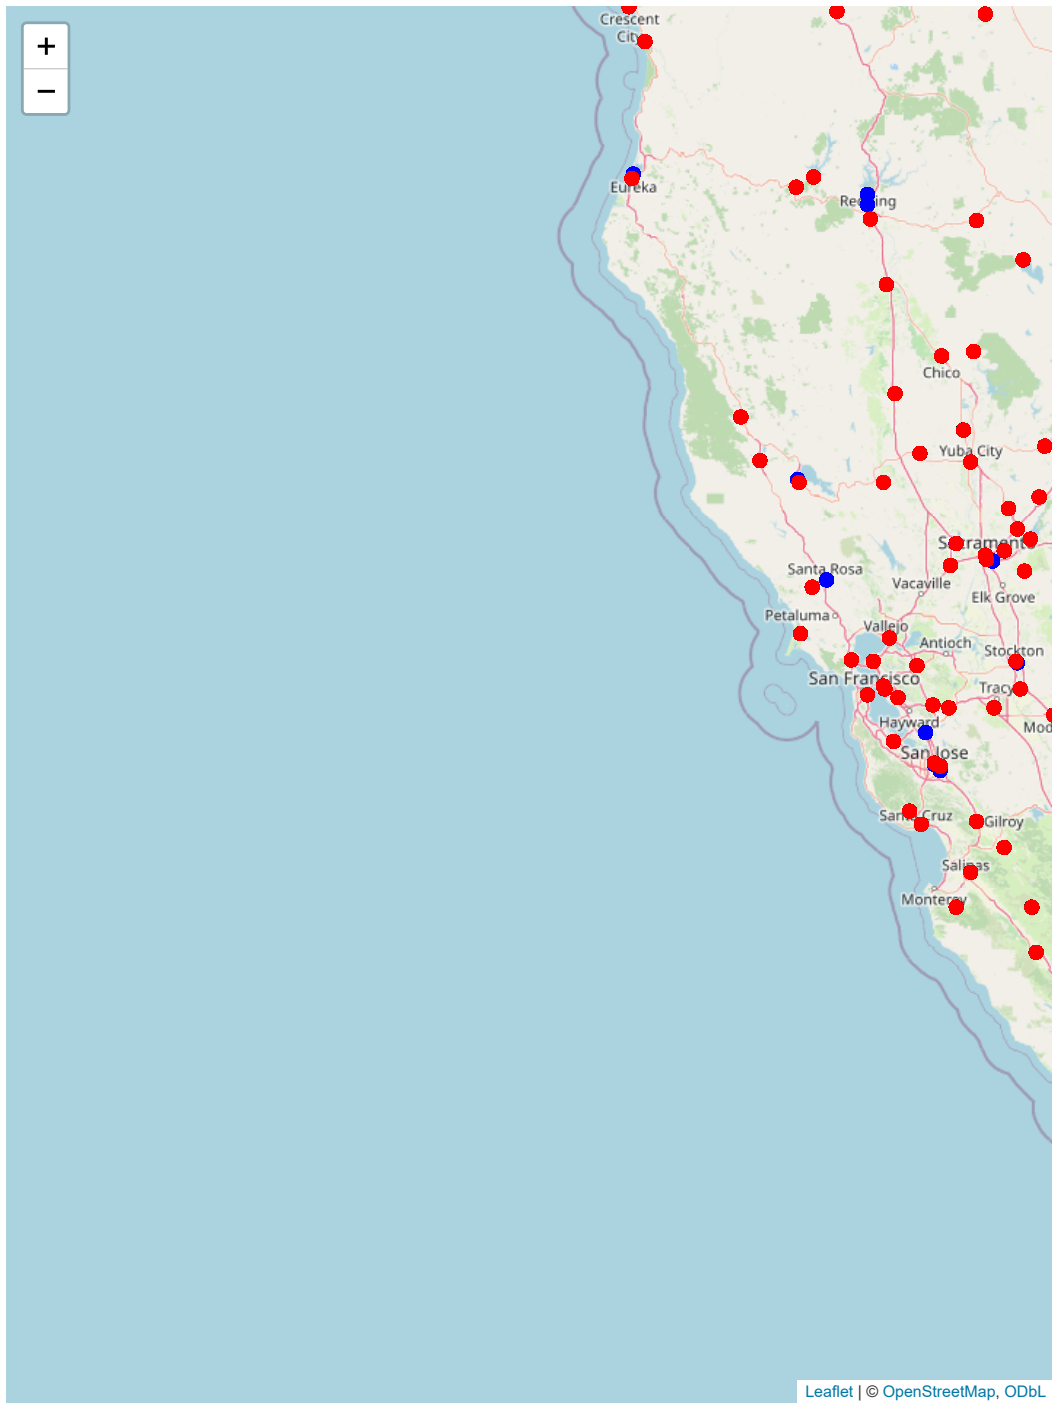 +
−
Crescent
City
Eureka
Redding
Chico
Yuba City
Sacramento
Santa Rosa
Vacaville
Elk Grove
Petaluma
Vallejo
Antioch
Stockton
San Francisco
Tracy
Hayward
Mod
San Jose
Santa Cruz
Gilroy
Salinas
Monterey
Leaflet | © OpenStreetMap, ODbL